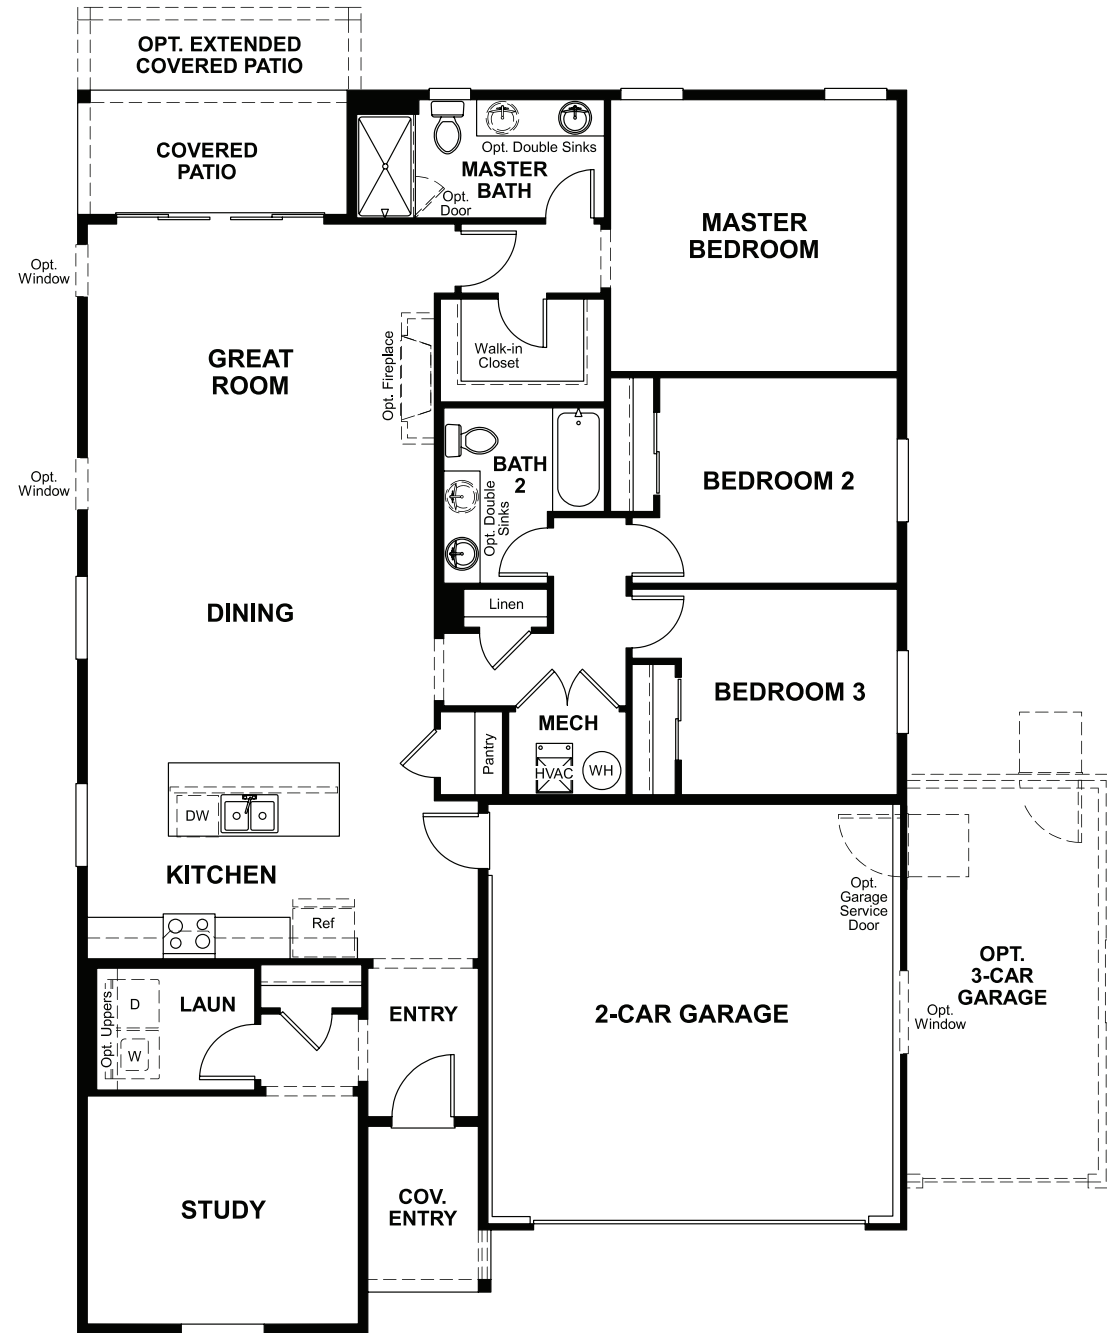 OPT. EXTENDED
COVERED PATIO
COVERED
PATIO
Opt. Double Sinks
MASTER
BATH
Opt.
Door
MASTER
BEDROOM
Opt.
Window
GREAT
ROOM
Opt. Fireplace
Walk-in
Closet
BATH
2
Opt. Double
Sinks
BEDROOM 2
Opt.
Window
DINING
Linen
BEDROOM 3
MECH
Pantry
HVAC
WH
DW
KITCHEN
Ref
Opt.
Garage
Service
Door
OPT.
3-CAR
GARAGE
Opt.
Window
2-CAR GARAGE
LAUN
D
W
Opt. Uppers
ENTRY
STUDY
COV.
ENTRY